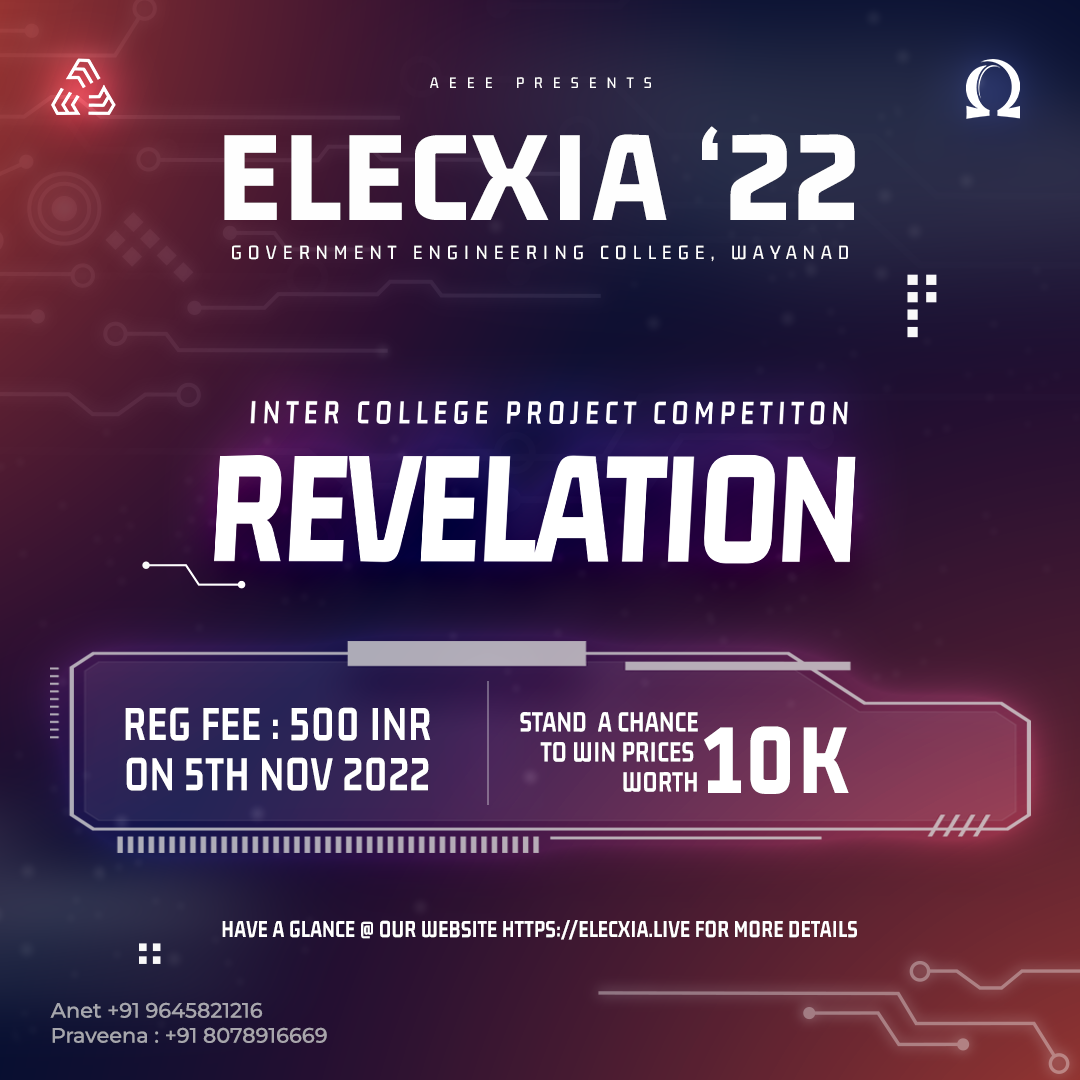 AEEE PRESENTS
ELECXIA ‘22
GOVERNMENT ENGINEERING COLLEGE, WAYANAD
INTER COLLEGE PROJECT COMPETITON
REVELATION
REG FEE : 500 INR
ON 5TH NOV 2022
STAND A CHANCE
TO WIN PRICES
WORTH 10K
HAVE A GLANCE @ OUR WEBSITE HTTPS://ELECXIA.LIVE FOR MORE DETAILS
Anet +91 9645821216
Praveena : +91 8078916669